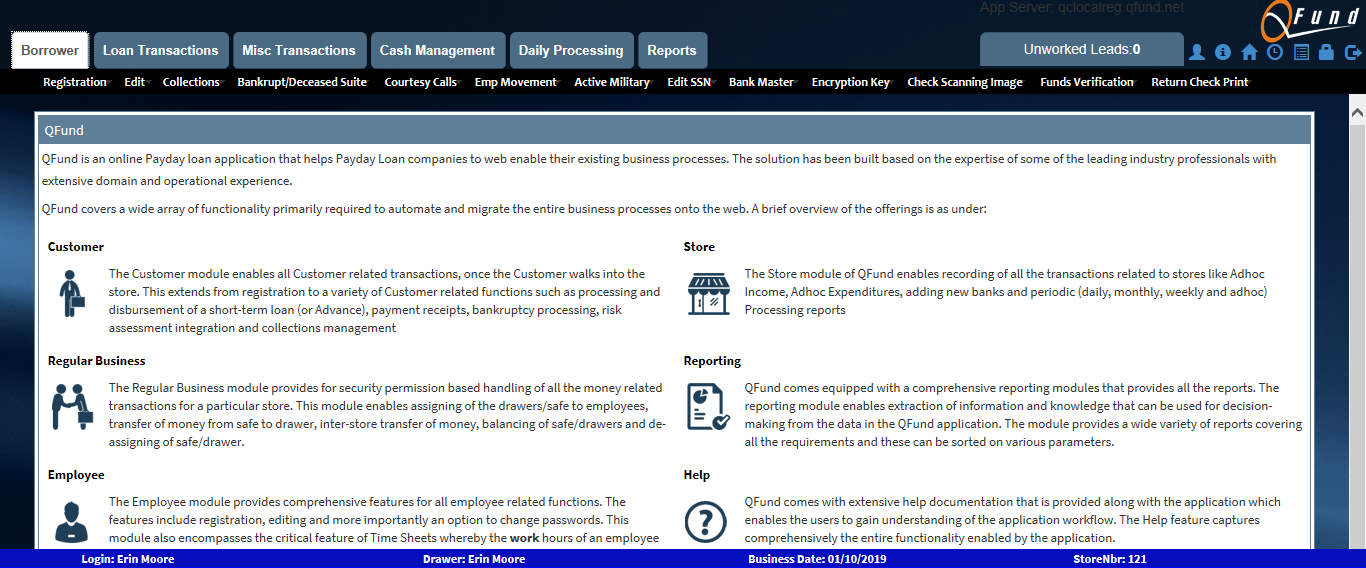 App Server: qclocalreg.qfund.net
QFund
Borrower Loan Transactions Misc Transactions Cash Management Daily Processing Reports Unworked Leads:0
Registration Edit Collections Bankrupt/Deceased Suite Courtesy Calls Emp Movement Active Military Edit SSN Bank Master Encryption Key Check Scanning Image Funds Verification Return Check Print
QFund
QFund is an online Payday loan application that helps Payday Loan companies to web enable their existing business processes. The solution has been built based on the expertise of some of the leading industry professionals with
extensive domain and operational experience.
QFund covers a wide array of functionality primarily required to automate and migrate the entire business processes onto the web. A brief overview of the offerings is as under:
Customer
The Customer module enables all Customer related transactions, once the Customer walks into the
store. This extends from registration to a variety of Customer related functions such as processing and
disbursement of a short-term loan (or Advance), payment receipts, bankruptcy processing, risk
assessment integration and collections management
Store
The Store module of QFund enables recording of all the transactions related to stores like Adhoc
Income, Adhoc Expenditures, adding new banks and periodic (daily, monthly, weekly and adhoc)
Processing reports
Regular Business
The Regular Business module provides for security permission based handling of all the money related
transactions for a particular store. This module enables assigning of the drawers/safe to employees,
transfer of money from safe to drawer, inter-store transfer of money, balancing of safe/drawers and de-
assigning of safe/drawer.
Reporting
QFund comes equipped with a comprehensive reporting modules that provides all the reports. The
reporting module enables extraction of information and knowledge that can be used for decision-
making from the data in the QFund application. The module provides a wide variety of reports covering
all the requirements and these can be sorted on various parameters.
Employee
The Employee module provides comprehensive features for all employee related functions. The
features include registration, editing and more importantly an option to change passwords. This
module also encompasses the critical feature of Time Sheets whereby the work hours of an employee
Help
QFund comes with extensive help documentation that is provided along with the application which
enables the users to gain understanding of the application workflow. The Help feature captures
comprehensively the entire functionality enabled by the application.
Login: Erin Moore Drawer: Erin Moore Business Date: 01/10/2019 StoreNbr: 121